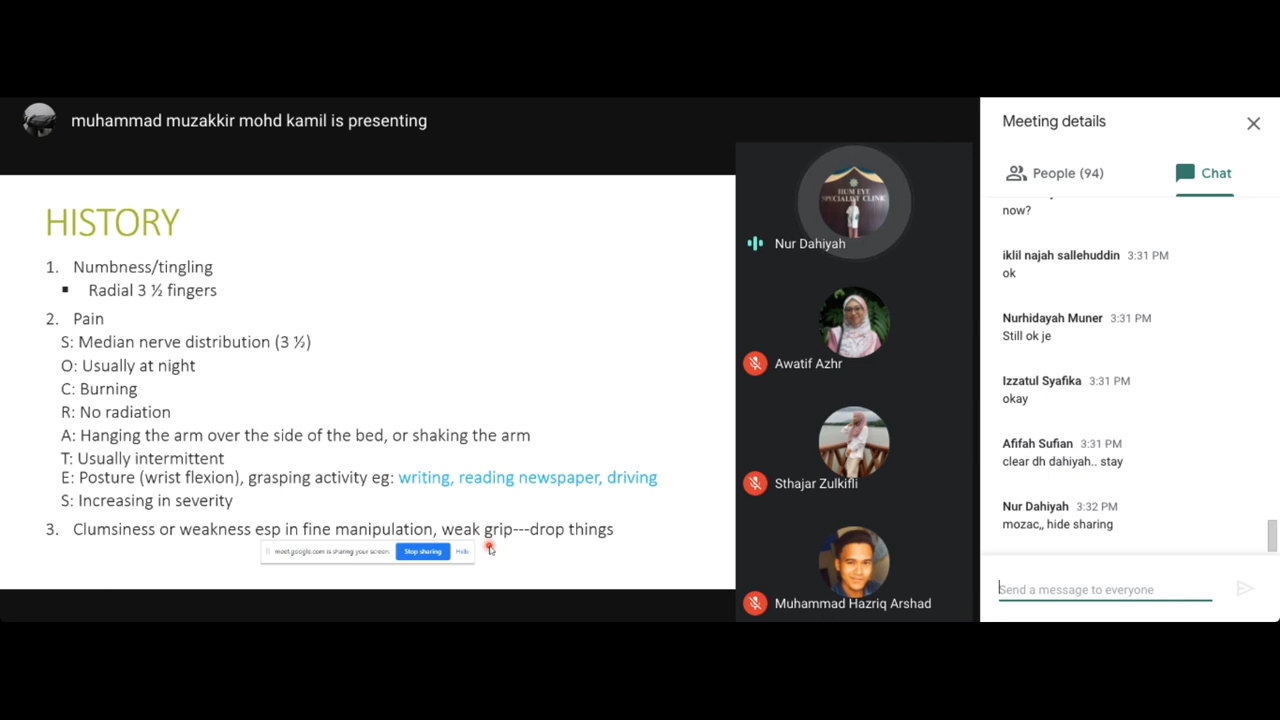 muhammad muzakkir mohd kamil is presenting
HISTORY
1. Numbness/tingling
▪ Radial 3 ½ fingers
2. Pain
S: Median nerve distribution (3 ½)
O: Usually at night
C: Burning
R: No radiation
A: Hanging the arm over the side of the bed, or shaking the arm
T: Usually intermittent
E: Posture (wrist flexion), grasping activity eg: writing, reading newspaper, driving
S: Increasing in severity
3. Clumsiness or weakness esp in fine manipulation, weak grip---drop things
meet.google.com is sharing your screen. Stop sharing Hide
HUM EYE
SPECIALIST CLINIC
Nur Dahiyah
Awatif Azhr
Sthajar Zulkifli
Muhammad Hazriq Arshad
Meeting details
People (94) Chat
now?
iklil najah sallehuddin 3:31 PM
ok
Nurhidayah Muner 3:31 PM
Still ok je
Izzatul Syafika 3:31 PM
okay
Afifah Sufian 3:31 PM
clear dh dahiyah.. stay
Nur Dahiyah 3:32 PM
mozac,, hide sharing
Send a message to everyone